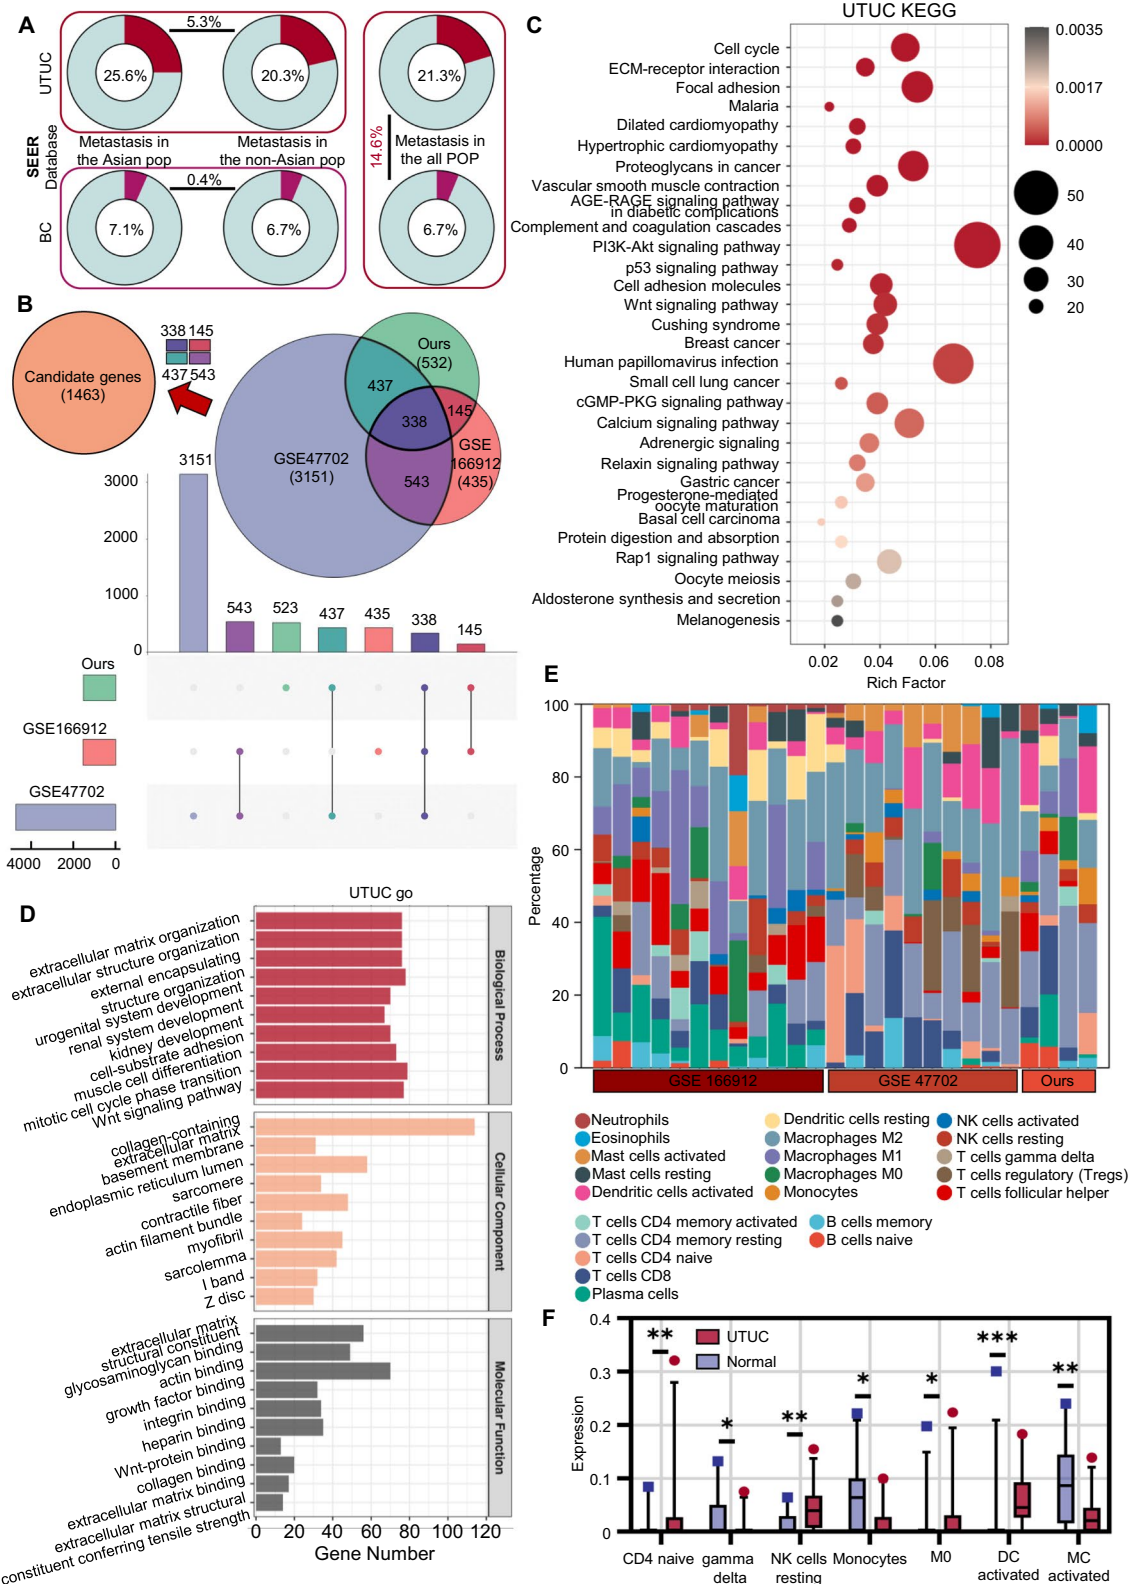 A
UTUC
5.3%
25.6%
20.3%
21.3%
SEER
Database
Metastasis in
the Asian pop
Metastasis in
the non-Asian pop
14.6%
Metastasis in
the all POP
BC
0.4%
7.1%
6.7%
6.7%
B
Candidate genes
(1463)
338 145
437 543
Ours
(532)
437
145
338
GSE
166912
(435)
GSE47702
(3151)
543
3151
3000
2000
1000
0
543
523
437
435
338
145
Ours
GSE166912
GSE47702
4000
2000
0
C
UTUC KEGG
Cell cycle
ECM-receptor interaction
Focal adhesion
Malaria
Dilated cardiomyopathy
Hypertrophic cardiomyopathy
Proteoglycans in cancer
Vascular smooth muscle contraction
AGE-RAGE signaling pathway
in diabetic complications
Complement and coagulation cascades
PI3K-Akt signaling pathway
p53 signaling pathway
Cell adhesion molecules
Wnt signaling pathway
Cushing syndrome
Breast cancer
Human papillomavirus infection
Small cell lung cancer
cGMP-PKG signaling pathway
Calcium signaling pathway
Adrenergic signaling
Relaxin signaling pathway
Gastric cancer
Progesterone-mediated
oocyte maturation
Basal cell carcinoma
Protein digestion and absorption
Rap1 signaling pathway
Oocyte meiosis
Aldosterone synthesis and secretion
Melanogenesis
0.02
0.04
0.06
0.08
Rich Factor
0.0035
0.0017
0.0000
50
40
30
20
D
UTUC go
extracellular matrix organization
extracellular structure organization
external encapsulating
structure organization
urogenital system development
renal system development
kidney development
cell-substrate adhesion
muscle cell differentiation
mitotic cell cycle phase transition
Wnt signaling pathway
Biological Process
collagen-containing
extracellular matrix
basement membrane
endoplasmic reticulum lumen
sarcomere
contractile fiber
actin filament bundle
myofibril
sarcolemma
I band
Z disc
Cellular Component
extracellular matrix
structural constituent
glycosaminoglycan binding
actin binding
growth factor binding
integrin binding
heparin binding
Wnt-protein binding
collagen binding
extracellular matrix binding
extracellular matrix structural
constituent conferring tensile strength
Molecular Function
0
20
40
60
80
100
120
Gene Number
E
Percentage
100
80
60
40
20
0
GSE 166912
GSE 47702
Ours
Neutrophils
Eosinophils
Mast cells activated
Mast cells resting
Dendritic cells activated
Dendritic cells resting
Macrophages M2
Macrophages M1
Macrophages M0
Monocytes
NK cells activated
NK cells resting
T cells gamma delta
T cells regulatory (Tregs)
T cells follicular helper
T cells CD4 memory activated
T cells CD4 memory resting
T cells CD4 naive
T cells CD8
Plasma cells
B cells memory
B cells naive
F
Expression
0.4
0.3
0.2
0.1
0
UTUC
Normal
**
*
**
*
*
***
**
CD4 naive
gamma
delta
NK cells
resting
Monocytes
M0
DC
activated
MC
activated